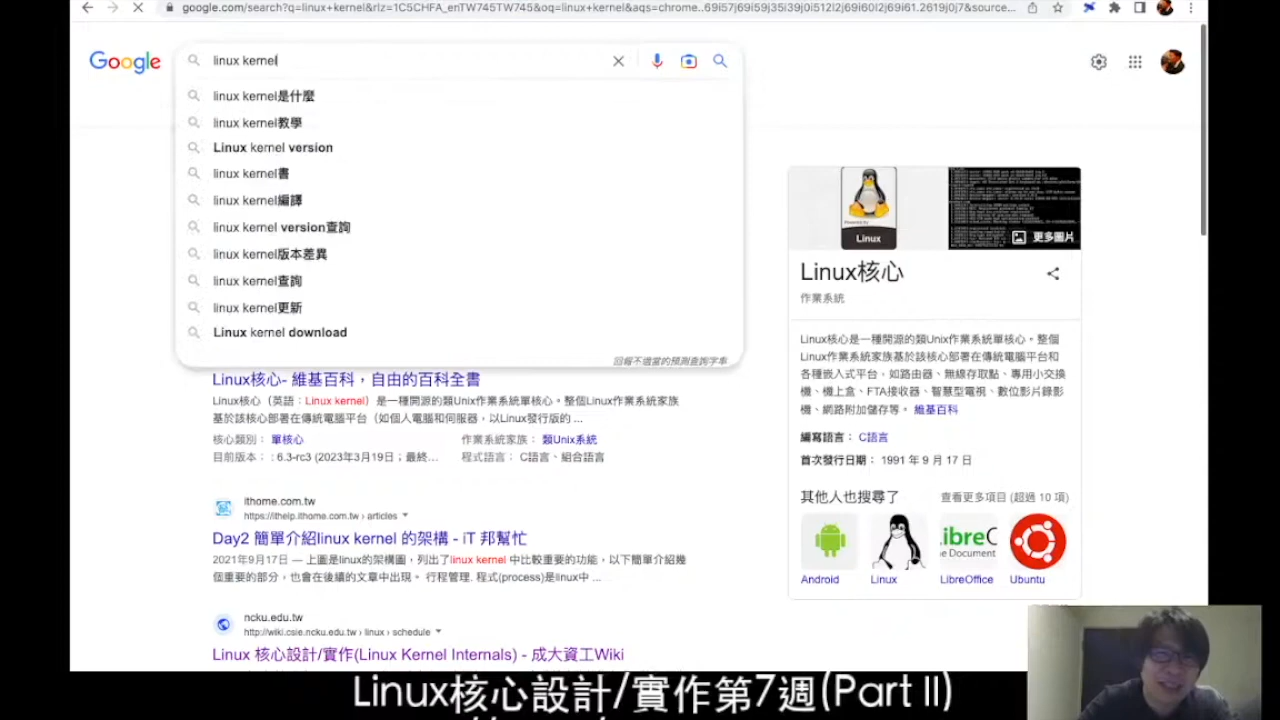 google.com/search?q=linux+kernel&rlz=1C5CHFA_enTW745TW745&oq=linux+kernel&aqs=chrome..69i57j69i59j35i39j0i512l2j69i60l2j69i61.2619j0j7&source...
Google
linux kernel
linux kernel是什麼
linux kernel教學
Linux kernel version
linux kernel書
linux kernel編譯
linux kernel version查詢
linux kernel版本差異
linux kernel查詢
linux kernel更新
Linux kernel download
回報不適當的預測查詢字串
Linux核心- 維基百科，自由的百科全書
Linux核心（英語：Linux kernel）是一種開源的類Unix作業系統單核心。整個Linux作業系統家族
基於該核心部署在傳統電腦平台（如個人電腦和伺服器，以Linux發行版的 ...
核心類別： 單核心
作業系統家族： 類Unix系統
目前版本： : 6.3-rc3 (2023年3月19日；最終...
程式語言： C語言、組合語言
ithome.com.tw
https://ithelp.ithome.com.tw › articles
Day2 簡單介紹linux kernel 的架構 - iT 邦幫忙
2021年9月17日 — 上圖是linux的架構圖，列出了linux kernel 中比較重要的功能，以下簡單介紹幾
個重要的部分，也會在後續的文章中出現。 行程管理. 程式(process)是linux中 ...
ncku.edu.tw
http://wiki.csie.ncku.edu.tw › linux › schedule
Linux 核心設計/實作(Linux Kernel Internals) - 成大資工Wiki
Linux
更多圖片
Linux核心
作業系統
Linux核心是一種開源的類Unix作業系統單核心。整個
Linux作業系統家族基於該核心部署在傳統電腦平台和
各種嵌入式平台，如路由器、無線存取點、專用小交換
機、機上盒、FTA接收器、智慧型電視、數位影片錄影
機、網路附加儲存等。 維基百科
編寫語言： C語言
首次發行日期： 1991 年 9 月 17 日
其他人也搜尋了
查看更多項目 (超過 10 項)
ibreC
he Document
Android
Linux
LibreOffice
Ubuntu
Linux核心設計/實作第7週(Part II)